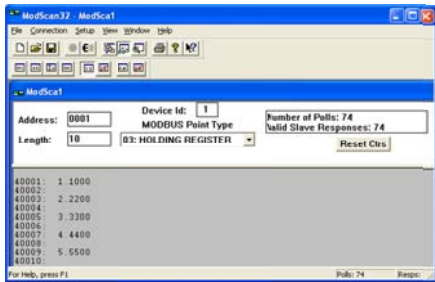 ModScan32 - ModSca1
File Connection Setup View Window Help
ModSca1
Address: 0001
Device Id: 1
MODBUS Point Type
Length: 10
03: HOLDING REGISTER
Number of Polls: 74
Valid Slave Responses: 74
Reset Ctrs
40001: 1.1000
40002:
40003: 2.2200
40004:
40005: 3.3300
40006:
40007: 4.4400
40008:
40009: 5.5500
40010:
For Help, press F1
Polls: 74
Resps: